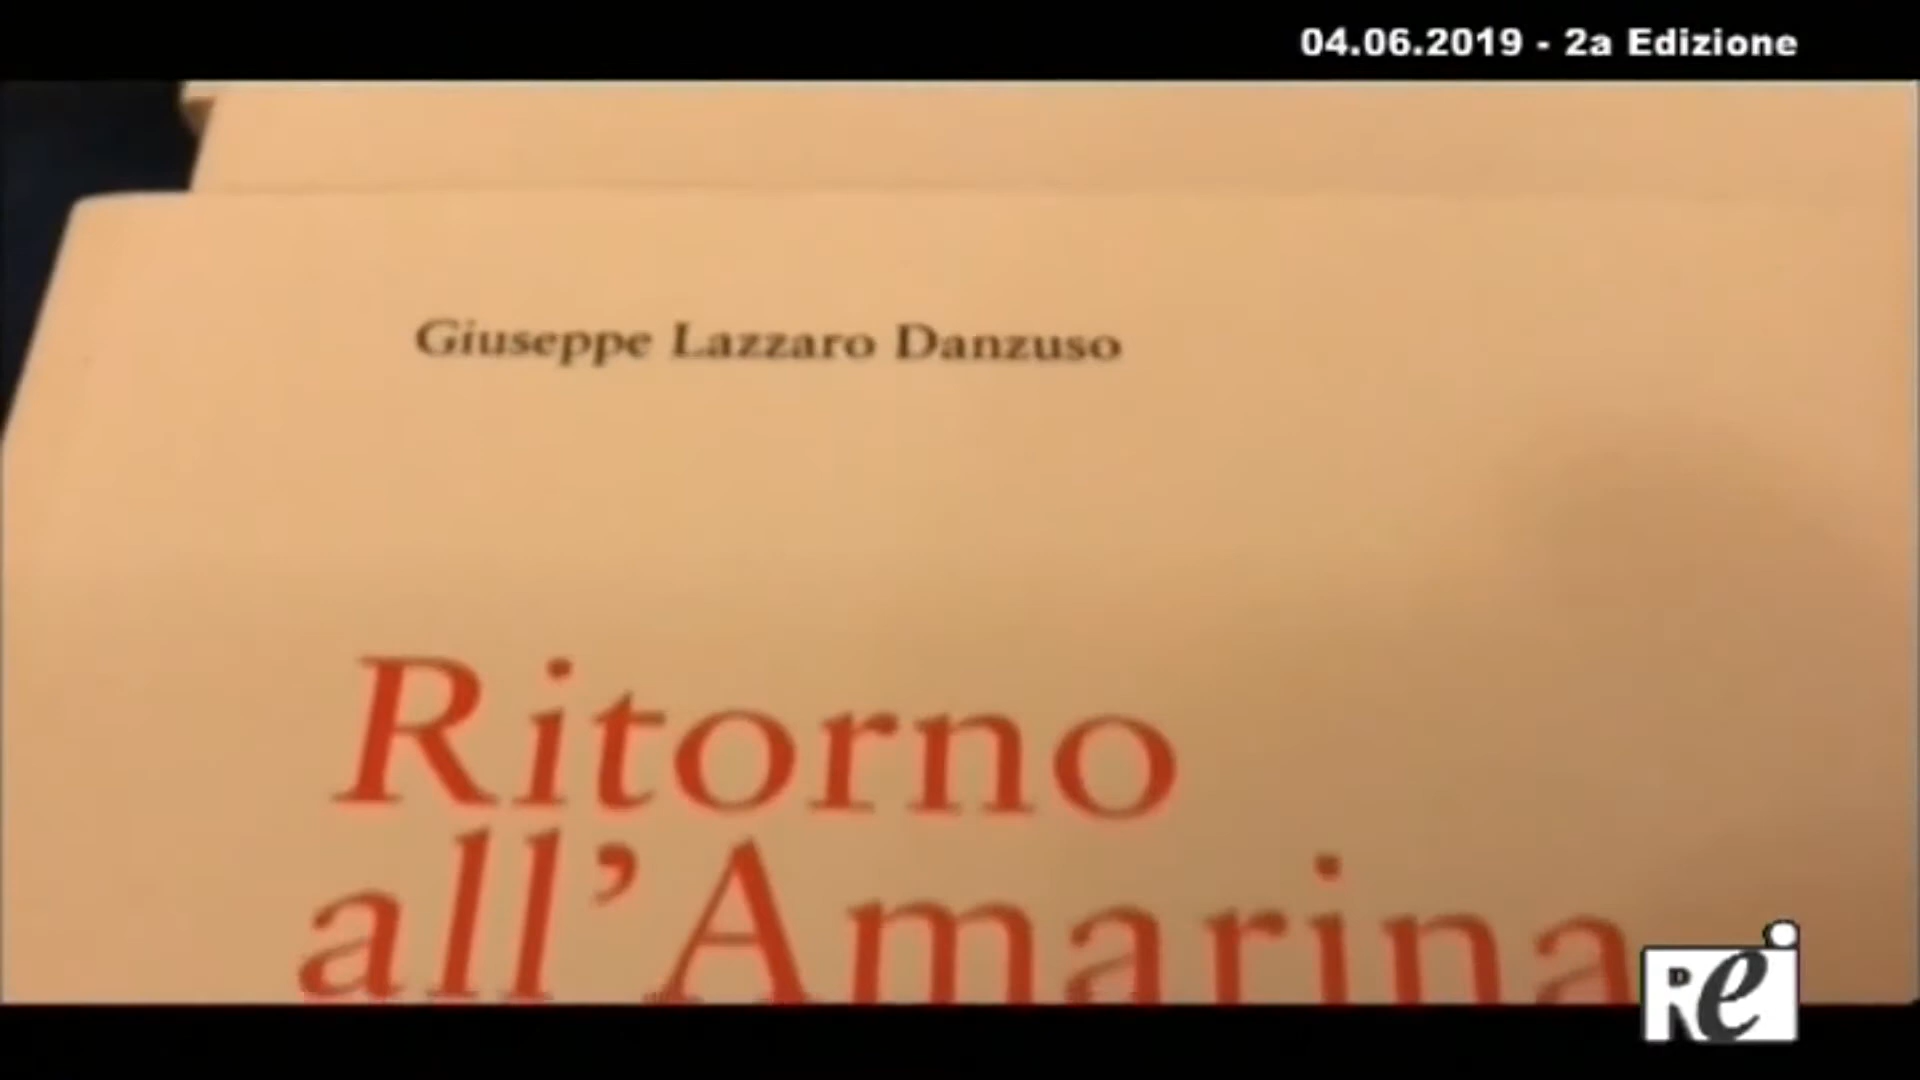 04.06.2019 - 2a Edizione
Giuseppe Lazzaro Danzuso
Ritorno
all'Amarina
Rei